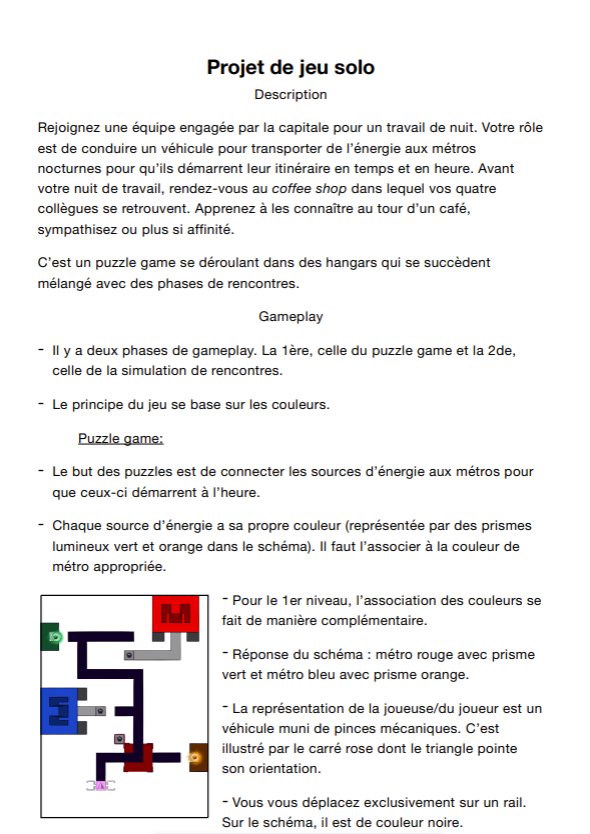 Projet de jeu solo
Description
Rejoignez une équipe engagée par la capitale pour un travail de nuit. Votre rôle
est de conduire un véhicule pour transporter de l'énergie aux métros
nocturnes pour qu'ils démarrent leur itinéraire en temps et en heure. Avant
votre nuit de travail, rendez-vous au coffee shop dans lequel vos quatre
collègues se retrouvent. Apprenez à les connaître au tour d'un café,
sympathisez ou plus si affinité.
C'est un puzzle game se déroulant dans des hangars qui se succèdent
mélangé avec des phases de rencontres.
Gameplay
- Il y a deux phases de gameplay. La 1ère, celle du puzzle game et la 2de,
celle de la simulation de rencontres.
- Le principe du jeu se base sur les couleurs.
Puzzle game:
- Le but des puzzles est de connecter les sources d'énergie aux métros pour
que ceux-ci démarrent à l'heure.
- Chaque source d'énergie a sa propre couleur (représentée par des prismes
lumineux vert et orange dans le schéma). Il faut l'associer à la couleur de
métro appropriée.
M
M
- Pour le 1er niveau, l'association des couleurs se
fait de manière complémentaire.
- Réponse du schéma : métro rouge avec prisme
vert et métro bleu avec prisme orange.
- La représentation de la joueuse/du joueur est un
véhicule muni de pinces mécaniques. C'est
illustré par le carré rose dont le triangle pointe
son orientation.
- Vous vous déplacez exclusivement sur un rail.
Sur le schéma, il est de couleur noire.